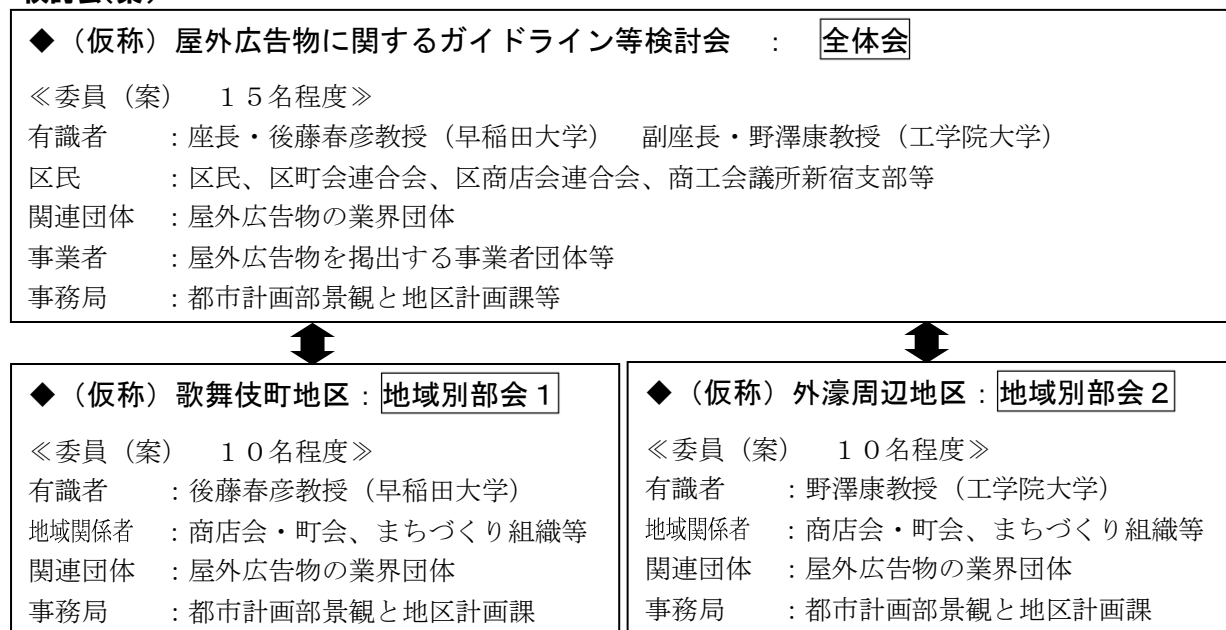 ◆（仮称）屋外広告物に関するガイドライン等検討会　：　全体会
≪委員（案）　１５名程度≫
有識者　　：座長・後藤春彦教授（早稲田大学）　副座長・野澤康教授（工学院大学）
区民　　　：区民、区町会連合会、区商店会連合会、商工会議所新宿支部等
関連団体　：屋外広告物の業界団体
事業者　　：屋外広告物を掲出する事業者団体等
事務局　　：都市計画部景観と地区計画課等
◆（仮称）歌舞伎町地区：地域別部会１
≪委員（案）　１０名程度≫
有識者　　：後藤春彦教授（早稲田大学）
地域関係者　：商店会・町会、まちづくり組織等
関連団体　：屋外広告物の業界団体
事務局　　：都市計画部景観と地区計画課
◆（仮称）外濠周辺地区：地域別部会２
≪委員（案）　１０名程度≫
有識者　　：野澤康教授（工学院大学）
地域関係者　：商店会・町会、まちづくり組織等
関連団体　：屋外広告物の業界団体
事務局　　：都市計画部景観と地区計画課